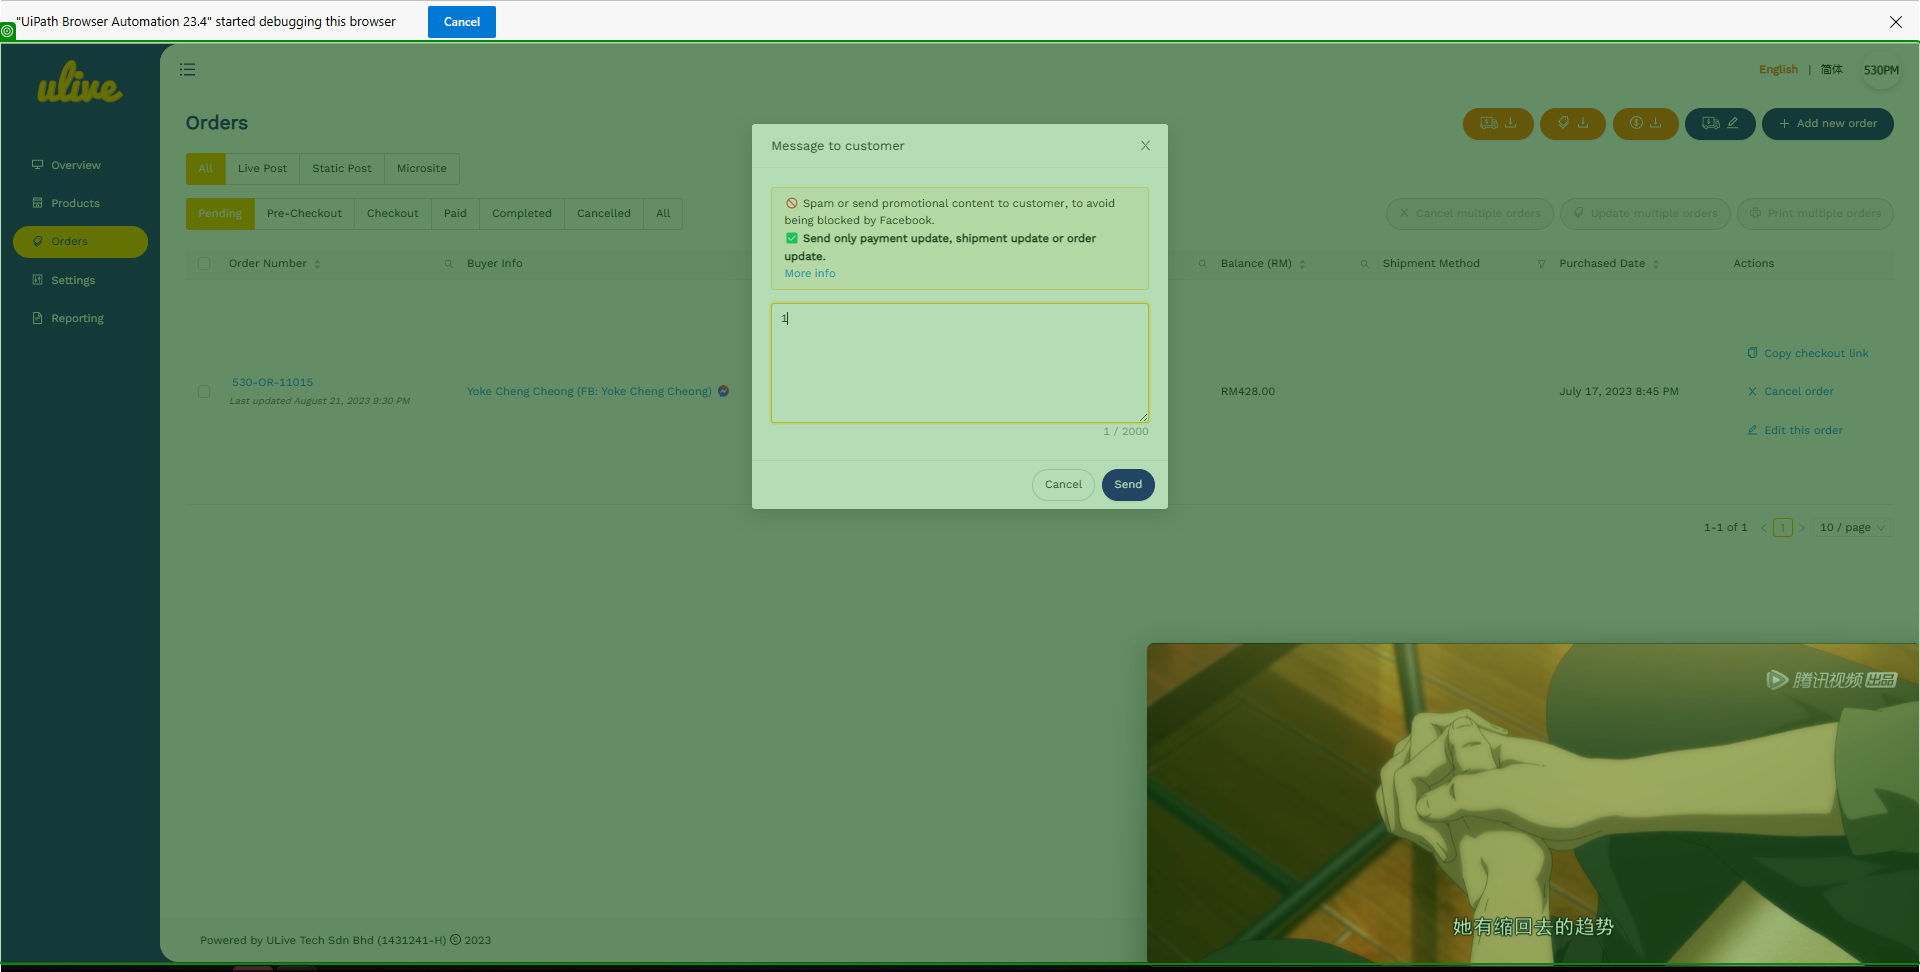 "UiPath Browser Automation 23.4" started debugging this browser
Cancel
ulive
English | 简体
530PM
Orders
Add new order
Overview
Products
Orders
Settings
Reporting
All
Live Post
Static Post
Microsite
Pending
Pre-Checkout
Checkout
Paid
Completed
Cancelled
All
Cancel multiple orders
Update multiple orders
Print multiple orders
Order Number
Buyer Info
Balance (RM)
Shipment Method
Purchased Date
Actions
530-OR-11015
Last updated August 21, 2023 9:30 PM
Yoke Cheng Cheong (FB: Yoke Cheng Cheong)
RM428.00
July 17, 2023 8:45 PM
Copy checkout link
Cancel order
Edit this order
Message to customer
Spam or send promotional content to customer, to avoid
being blocked by Facebook.
Send only payment update, shipment update or order
update.
More info
1
1 / 2000
Cancel
Send
1-1 of 1
1
10 / page
腾讯视频 出品
她有缩回去的趋势
Powered by ULive Tech Sdn Bhd (1431241-H) © 2023